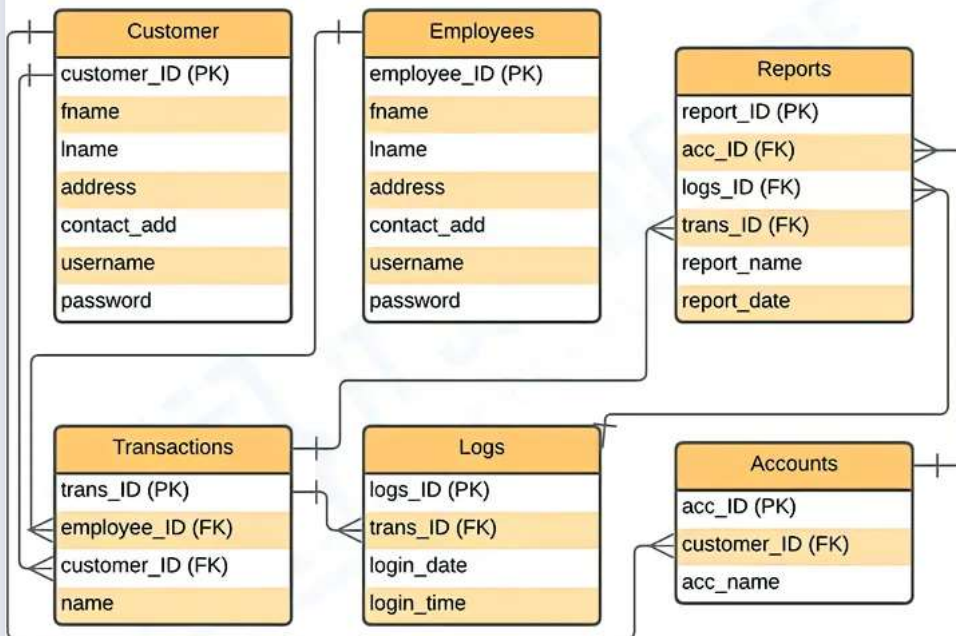 Customer
customer_ID (PK)
fname
lname
address
contact_add
username
password
Employees
employee_ID (PK)
fname
lname
address
contact_add
username
password
Reports
report_ID (PK)
acc_ID (FK)
logs_ID (FK)
trans_ID (FK)
report_name
report_date
Transactions
trans_ID (PK)
employee_ID (FK)
customer_ID (FK)
name
Logs
logs_ID (PK)
trans_ID (FK)
login_date
login_time
Accounts
acc_ID (PK)
customer_ID (FK)
acc_name